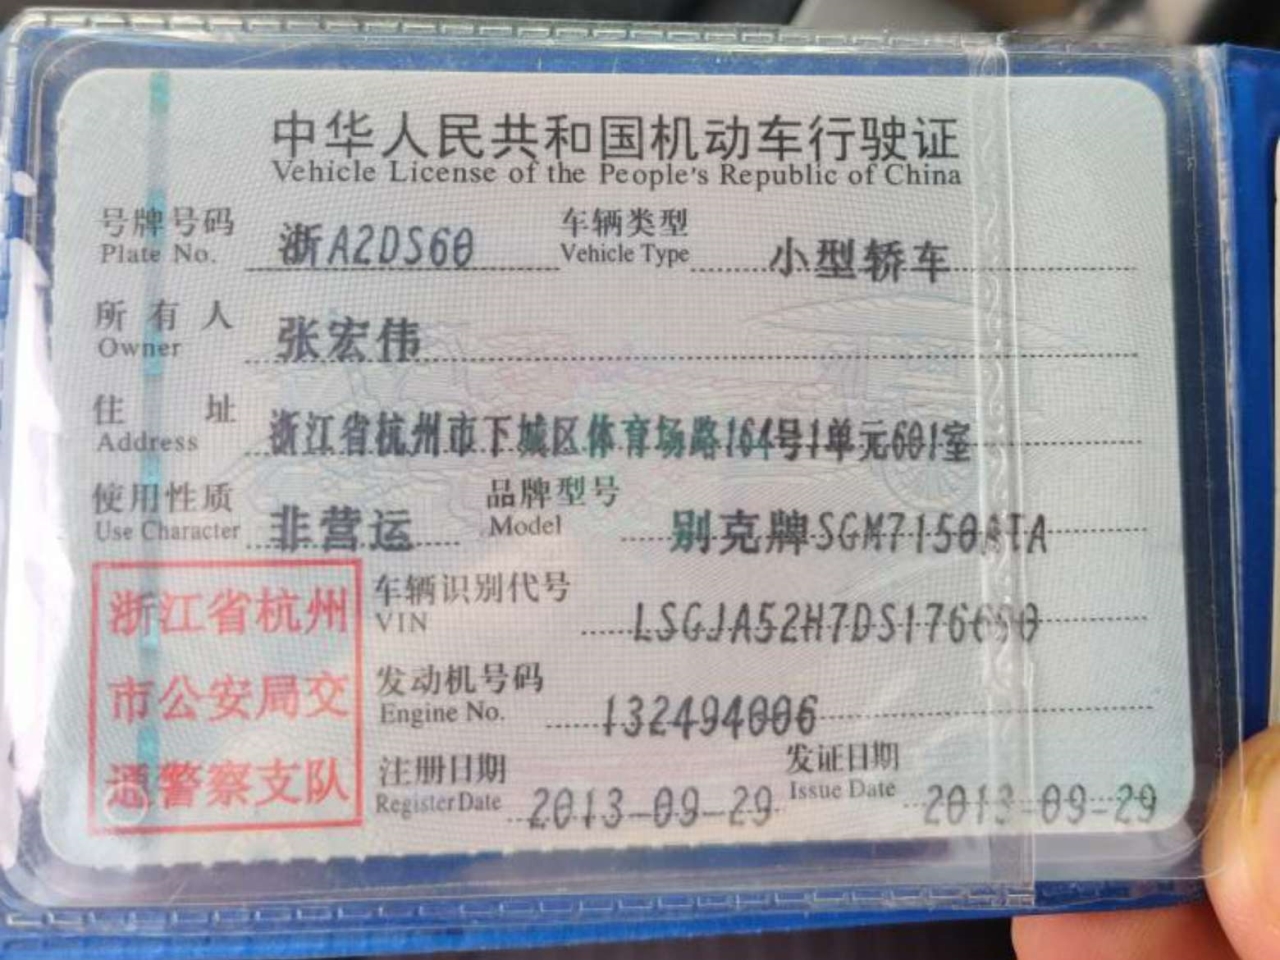 中华人民共和国机动车行驶证
Vehicle License of the People's Republic of China
号牌号码 浙A2DS60 车辆类型 小型轿车
Plate No. Vehicle Type
所有人 张宏伟
Owner
住址 浙江省杭州市下城区体育场路164号1单元601室
Address
使用性质 非营运 品牌型号 别克牌SGM7150ATA
Use Character Model
浙江省杭州
市公安局交
通警察支队
车辆识别代号
VIN LSGJA52H7DS176690
发动机号码
Engine No. 132494006
注册日期 2013-09-29 发证日期 2013-09-29
Register Date Issue Date